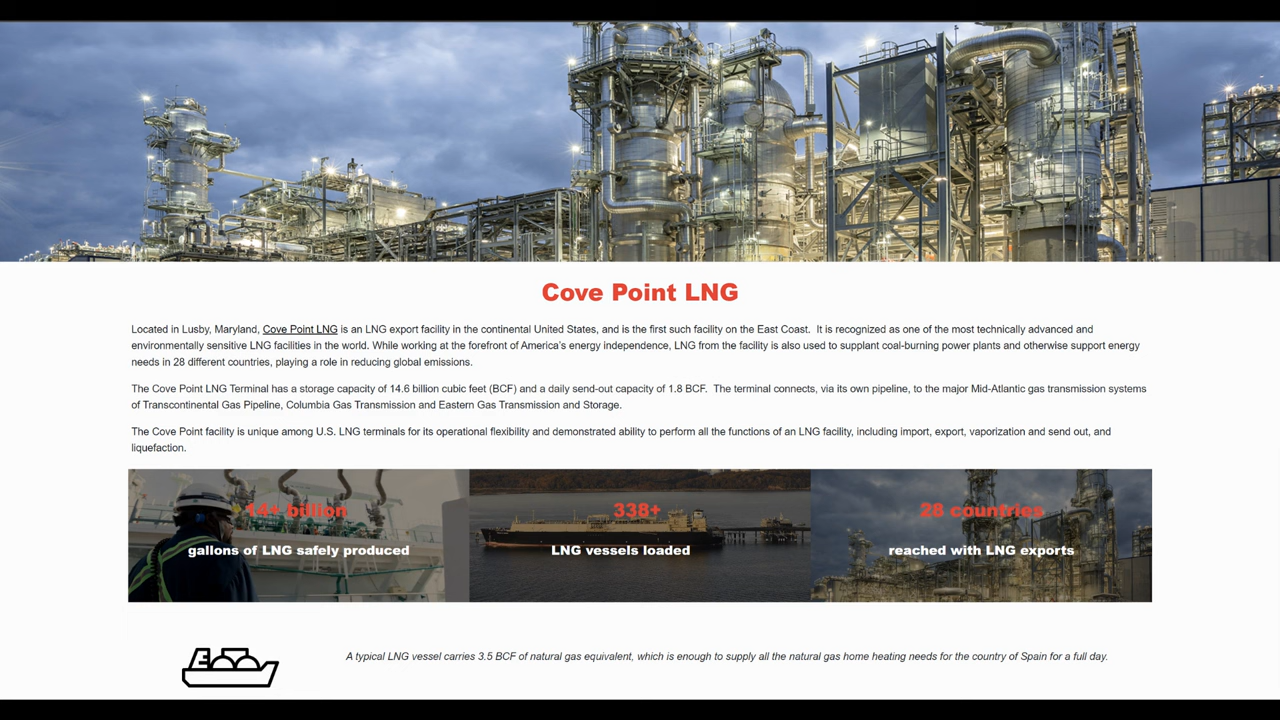 Cove Point LNG
Located in Lusby, Maryland, Cove Point LNG is an LNG export facility in the continental United States, and is the first such facility on the East Coast.  It is recognized as one of the most technically advanced and
environmentally sensitive LNG facilities in the world. While working at the forefront of America's energy independence, LNG from the facility is also used to supplant coal-burning power plants and otherwise support energy
needs in 28 different countries, playing a role in reducing global emissions.
The Cove Point LNG Terminal has a storage capacity of 14.6 billion cubic feet (BCF) and a daily send-out capacity of 1.8 BCF.  The terminal connects, via its own pipeline, to the major Mid-Atlantic gas transmission systems
of Transcontinental Gas Pipeline, Columbia Gas Transmission and Eastern Gas Transmission and Storage.
The Cove Point facility is unique among U.S. LNG terminals for its operational flexibility and demonstrated ability to perform all the functions of an LNG facility, including import, export, vaporization and send out, and
liquefaction.
14+ billion
gallons of LNG safely produced
338+
LNG vessels loaded
28 countries
reached with LNG exports
A typical LNG vessel carries 3.5 BCF of natural gas equivalent, which is enough to supply all the natural gas home heating needs for the country of Spain for a full day.